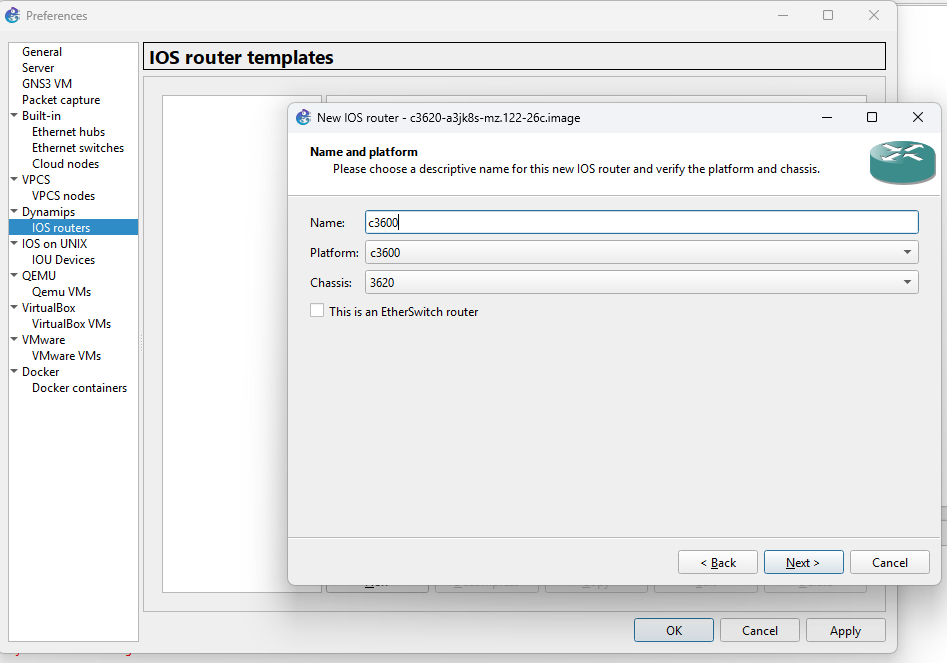 Preferences
General
Server
GNS3 VM
Packet capture
Built-in
Ethernet hubs
Ethernet switches
Cloud nodes
VPCS
VPCS nodes
Dynamips
IOS routers
IOS on UNIX
IOU Devices
QEMU
Qemu VMs
VirtualBox
VirtualBox VMs
VMware
VMware VMs
Docker
Docker containers
IOS router templates
New IOS router - c3620-a3jk8s-mz.122-26c.image
Name and platform
Please choose a descriptive name for this new IOS router and verify the platform and chassis.
Name: c3600
Platform: c3600
Chassis: 3620
This is an EtherSwitch router
< Back Next > Cancel
OK Cancel Apply